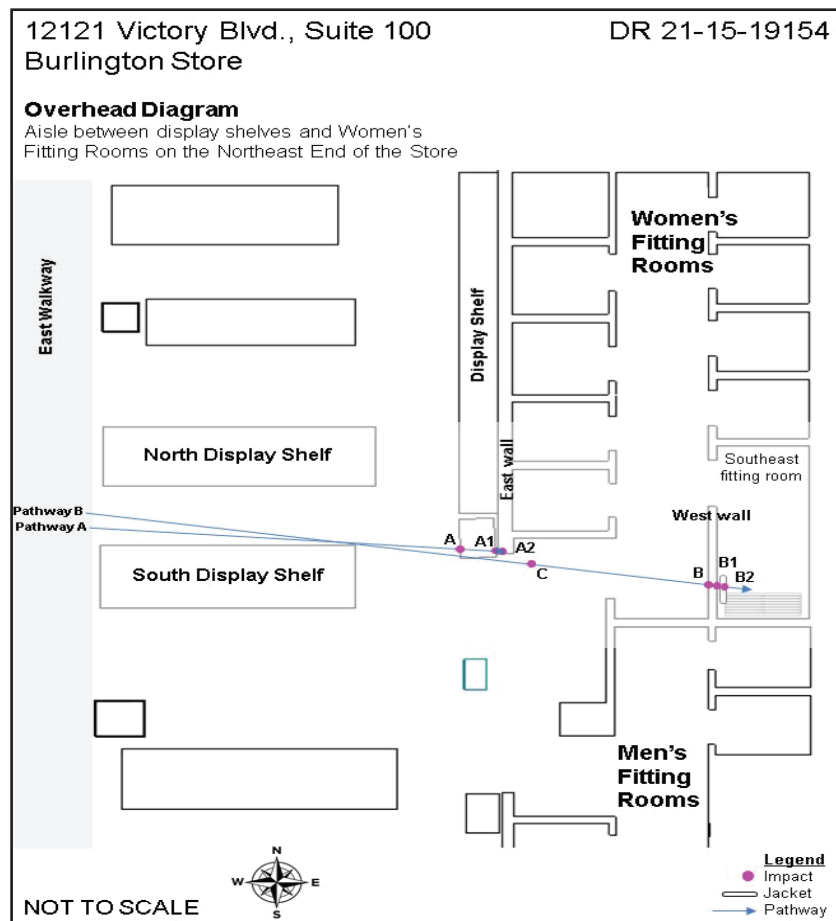 12121 Victory Blvd., Suite 100
DR 21-15-19154
Burlington Store
Overhead Diagram
Aisle between display shelves and Women's
Fitting Rooms on the Northeast End of the Store
East Walkway
Display Shelf
Women's
Fitting
Rooms
North Display Shelf
East wall
Southeast
fitting room
Pathway B
Pathway A
West wall
A
A1
A2
C
B
B1
B2
South Display Shelf
Men's
Fitting
Rooms
N
W
E
S
NOT TO SCALE
Legend
Impact
Jacket
Pathway